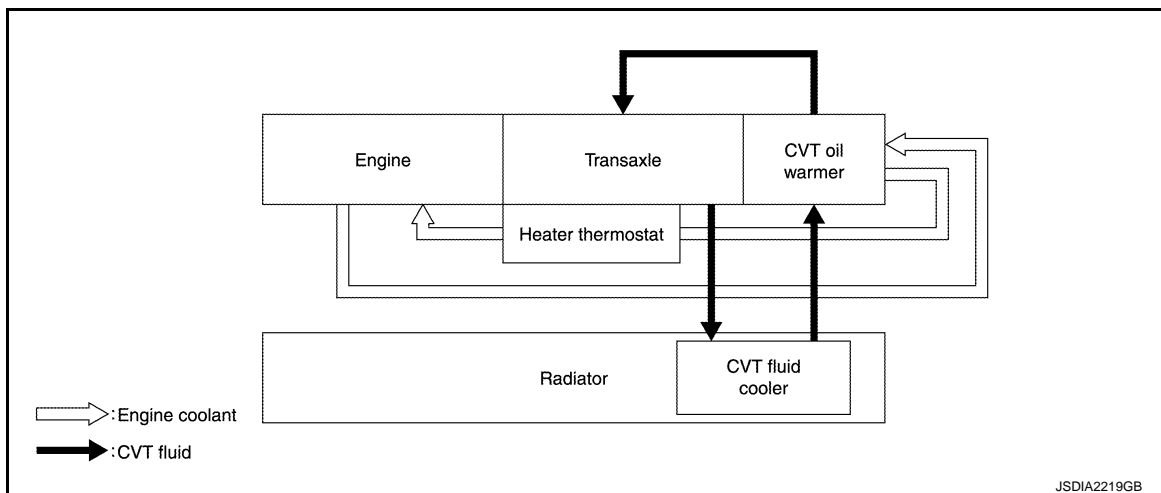 Engine
Transaxle
CVT oil
warmer
Heater thermostat
Radiator
CVT fluid
cooler
:Engine coolant
:CVT fluid
JSDIA2219GB